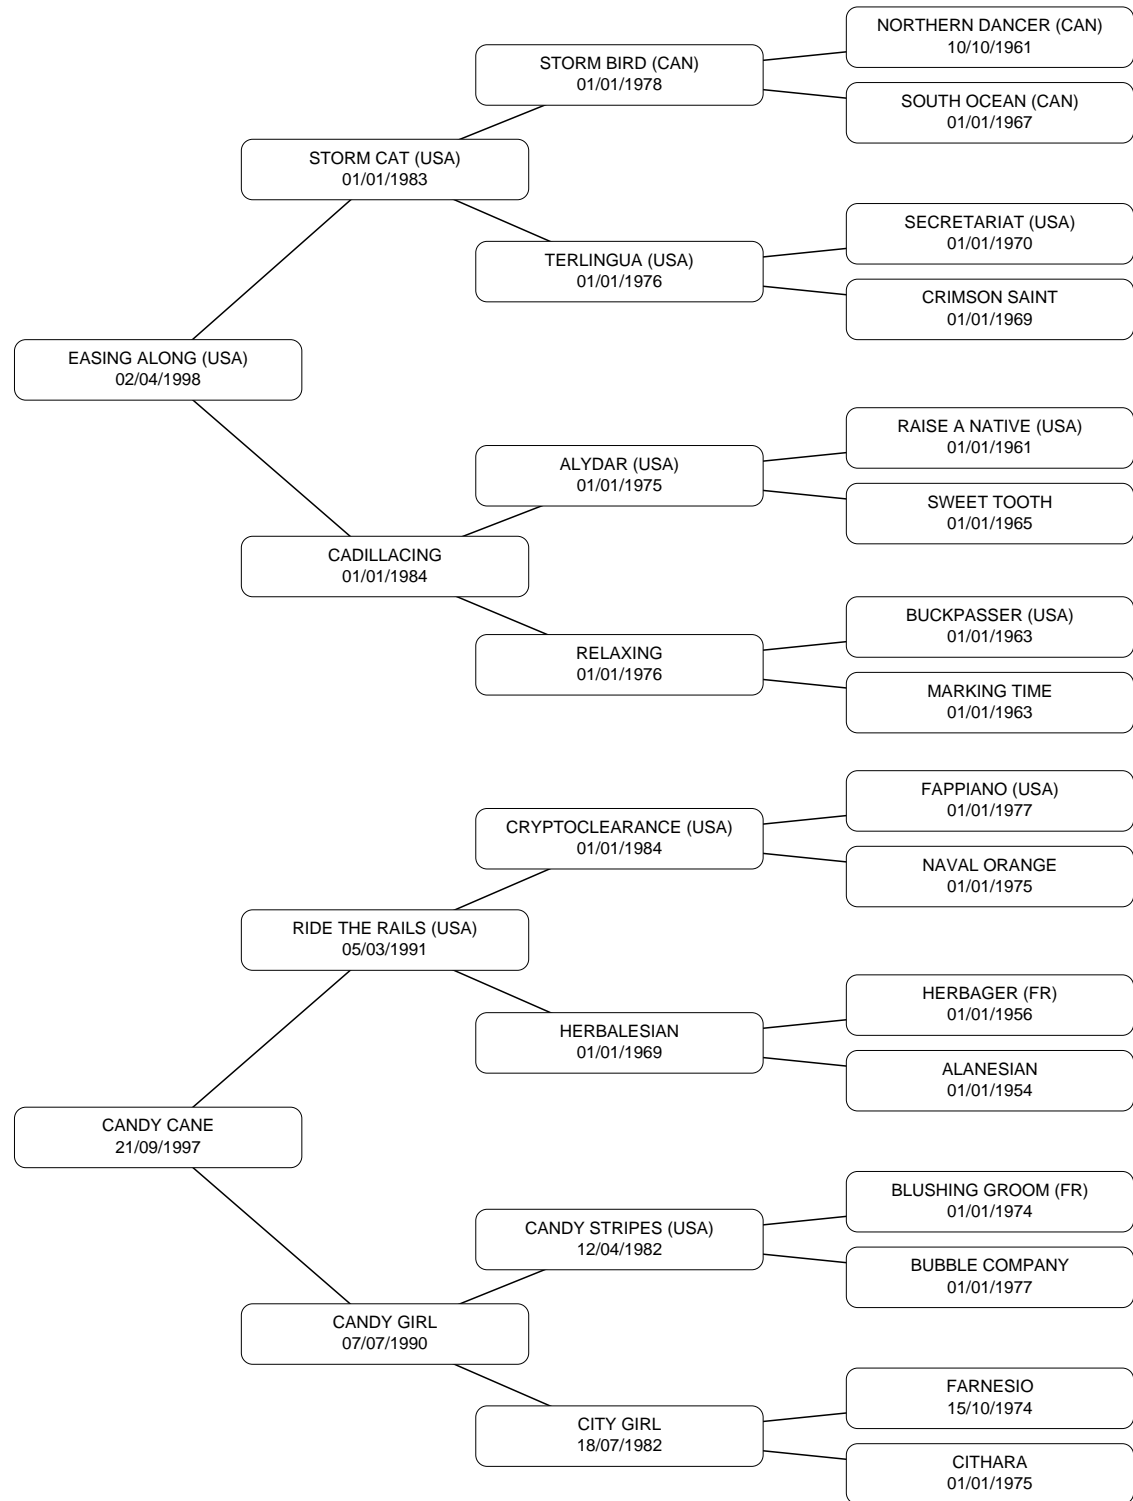 NORTHERN DANCER (CAN)
10/10/1961
STORM BIRD (CAN)
01/01/1978
SOUTH OCEAN (CAN)
01/01/1967
STORM CAT (USA)
01/01/1983
SECRETARIAT (USA)
01/01/1970
TERLINGUA (USA)
01/01/1976
CRIMSON SAINT
01/01/1969
EASING ALONG (USA)
02/04/1998
RAISE A NATIVE (USA)
01/01/1961
ALYDAR (USA)
01/01/1975
SWEET TOOTH
01/01/1965
CADILLACING
01/01/1984
BUCKPASSER (USA)
01/01/1963
RELAXING
01/01/1976
MARKING TIME
01/01/1963
FAPPIANO (USA)
01/01/1977
CRYPTOCLEARANCE (USA)
01/01/1984
NAVAL ORANGE
01/01/1975
RIDE THE RAILS (USA)
05/03/1991
HERBAGER (FR)
01/01/1956
HERBALESIAN
01/01/1969
ALANESIAN
01/01/1954
CANDY CANE
21/09/1997
BLUSHING GROOM (FR)
01/01/1974
CANDY STRIPES (USA)
12/04/1982
BUBBLE COMPANY
01/01/1977
CANDY GIRL
07/07/1990
FARNESIO
15/10/1974
CITY GIRL
18/07/1982
CITHARA
01/01/1975